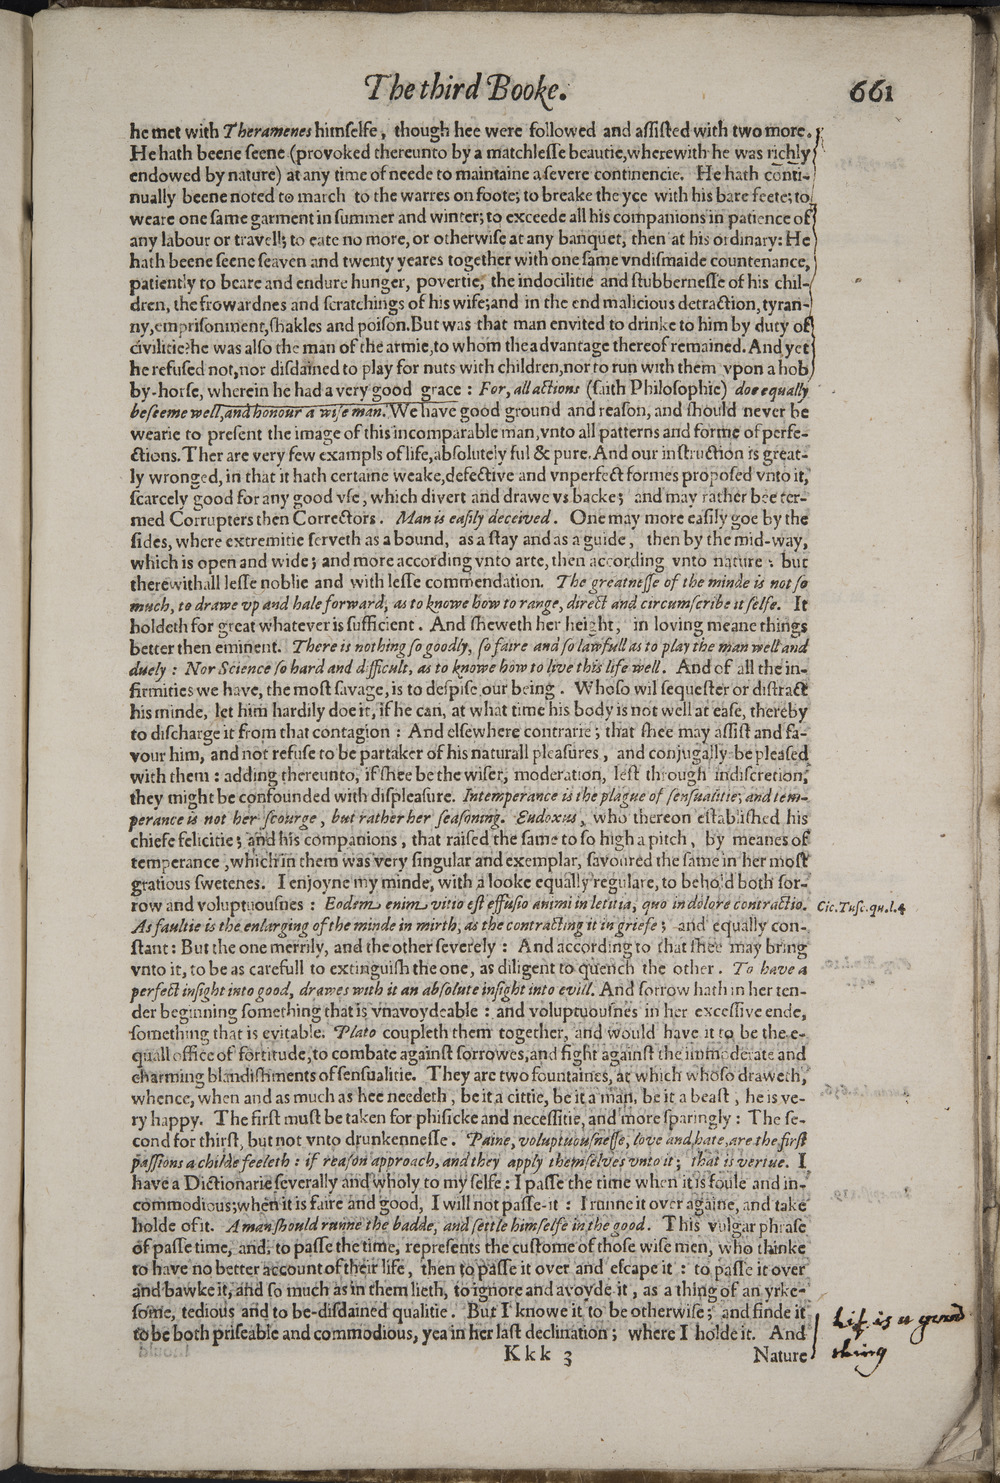 The third Booke. 661
he met with Theramenes himſelfe, though hee were followed and aſſiſted with two more.
He hath beene ſeene (provoked thereunto by a matchleſſe beautie, wherewith he was richly
endowed by nature) at any time of neede to maintaine a ſevere continencie. He hath conti-
nually beene noted to march to the warres on foote; to breake the yce with his bare feete; to
weare one ſame garment in ſummer and winter; to exceede all his companions in patience of
any labour or travell; to eate no more, or otherwiſe at any banquet, then at his ordinary: He
hath beene ſeene ſeaven and twenty yeares together with one ſame vndiſmaide countenance,
patiently to beare and endure hunger, povertie, the indocilitie and ſtubberneſſe of his chil-
dren, the frowardnes and ſcratchings of his wife; and in the end malicious detraction, tyran-
ny, empriſonment, ſhakles and poiſon. But was that man envited to drinke to him by duty of
civilitie? he was alſo the man of the armie, to whom the advantage thereof remained. And yet
he refuſed not, nor diſdained to play for nuts with children, nor to run with them vpon a hob
by-horſe, wherein he had a very good grace: For, all actions (ſaith Philoſophie) doe equally
beſeeme well, and honour a wiſe man. We have good ground and reaſon, and ſhould never be
wearie to preſent the image of this incomparable man, vnto all patterns and forme of perfe-
ctions. Ther are very few exampls of life, abſolutely ful & pure. And our inſtruction is great-
ly wronged, in that it hath certaine weake, defective and vnperfect formes propoſed vnto it,
ſcarcely good for any good vſe, which divert and drawe vs backe; and may rather bee ter-
med Corrupters then Correctors. Man is eaſily deceived. One may more eaſily goe by the
ſides, where extremitie ſerveth as a bound, as a ſtay and as a guide, then by the mid-way,
which is open and wide; and more according vnto arte, then according vnto nature: but
therewithall leſſe noblie and with leſſe commendation. The greatneſſe of the minde is not ſo
much, to drawe vp and hale forward, as to knowe how to range, direct and circumſcribe it ſelfe. It
holdeth for great whatever is ſufficient. And ſheweth her height, in loving meane things
better then eminent. There is nothing ſo goodly, ſo faire and ſo lawfull as to play the man well and
duely: Nor Science ſo hard and difficult, as to knowe how to live this life well. And of all the in-
firmities we have, the moſt ſavage, is to deſpiſe our being. Whoſo wil ſequeſter or diſtract
his minde, let him hardily doe it, if he can, at what time his body is not well at eaſe, thereby
to diſcharge it from that contagion: And elſewhere contrarie; that ſhee may aſſiſt and fa-
vour him, and not refuſe to be partaker of his naturall pleaſures, and conjugally be pleaſed
with them: adding thereunto, if ſhee be the wiſer, moderation, leſt through indiſcretion,
they might be confounded with diſpleaſure. Intemperance is the plague of ſenſualitie; and tem-
perance is not her ſcourge, but rather her ſeaſoning. Eudoxus, who thereon eſtabliſhed his
chiefe felicitie; and his companions, that raiſed the ſame to ſo high a pitch, by meanes of
temperance, which in them was very ſingular and exemplar, ſavoured the ſame in her moſt
gratious ſwetenes. I enjoyne my minde, with a looke equally regulare, to behold both ſor-
row and voluptuouſnes: Eodem enim vitio eſt effuſio animi in letitia, quo in dolore contractio. Cic. Tuſc. qu. l. 4
As faultie is the enlarging of the minde in mirth, as the contracting it in griefe; and equally con-
ſtant: But the one merrily, and the other ſeverely: And according to that ſhee may bring
vnto it, to be as carefull to extinguiſh the one, as diligent to quench the other. To have a
perfect inſight into good, drawes with it an abſolute inſight into evill. And ſorrow hath in her ten-
der beginning ſomething that is vnavoydeable: and voluptuouſnes in her exceſſive ende,
ſomething that is evitable. Plato coupleth them together, and would have it to be the e-
quall office of fortitude, to combate againſt ſorrowes, and fight againſt the immoderate and
charming blandiſhments of ſenſualitie. They are two fountaines, at which whoſo draweth,
whence, when and as much as hee needeth, be it a cittie, be it a man, be it a beaſt, he is ve-
ry happy. The firſt muſt be taken for phiſicke and neceſſitie, and more ſparingly: The ſe-
cond for thirſt, but not vnto drunkenneſſe. Paine, voluptuouſneſſe, love and hate, are the firſt
paſſions a childe feeleth: if reaſon approach, and they apply themſelves vnto it; that is vertue. I
have a Dictionarie ſeverally and wholy to my ſelfe: I paſſe the time when it is foule and in-
commodious; when it is faire and good, I will not paſſe-it: I runne it over againe, and take
holde of it. A man ſhould runne the badde, and ſettle himſelfe in the good. This vulgar phraſe
of paſſe time, and, to paſſe the time, repreſents the cuſtome of thoſe wiſe men, who thinke
to have no better account of their life, then to paſſe it over and eſcape it: to paſſe it over
and bawke it, and ſo much as in them lieth, to ignore and avoyde it, as a thing of an yrke-
ſome, tedious and to be-diſdained qualitie. But I knowe it to be otherwiſe; and finde it
to be both priſeable and commodious, yea in her laſt declination; where I holde it. And
Kkk 3 Nature
Life is a good
thing